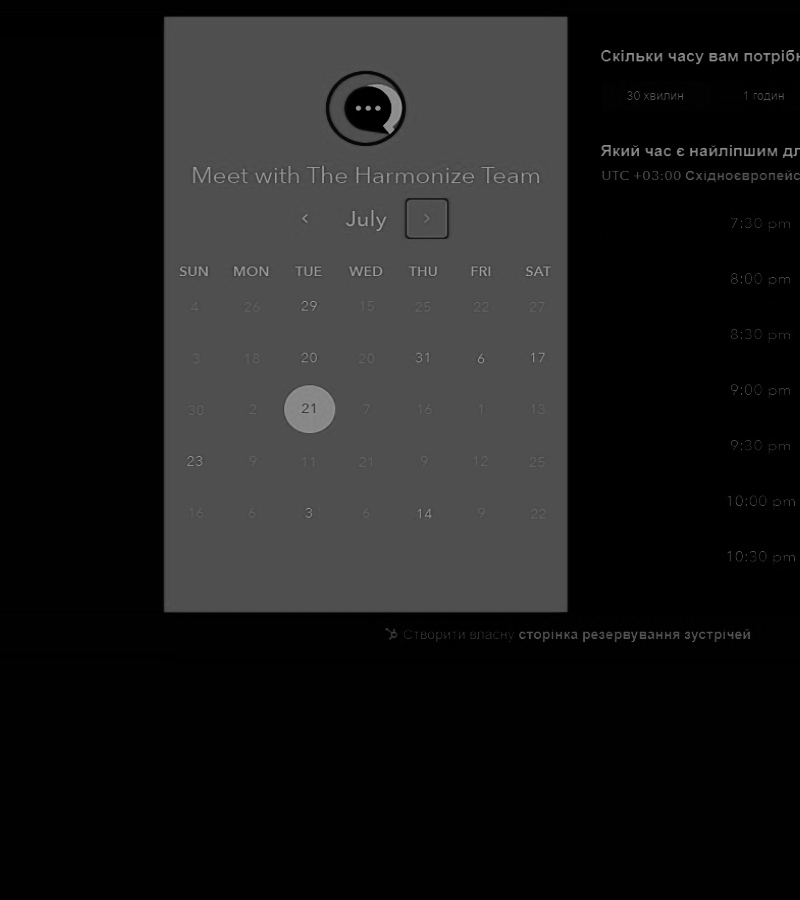 Meet with The Harmonize Team
July
SUN MON TUE WED THU FRI SAT
4 26 29 15 25 22 27
3 18 20 20 31 6 17
30 2 21 7 16 1 13
23 9 11 21 9 12 25
16 6 3 6 14 9 22
Скільки часу вам потрібн
30 хвилин 1 годин
Який час є найліпшим дл
UTC +03:00 Східноєвропейс
7:30 pm
8:00 pm
8:30 pm
9:00 pm
9:30 pm
10:00 pm
10:30 pm
Створити власну сторінка резервування зустрічей